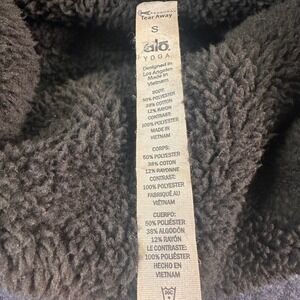 Tear Away
S
alo
YOGA
Designed in
Los Angeles
Made in
Vietnam
BODY:
50% POLYESTER
38% COTTON
12% RAYON
CONTRAST:
100% POLYESTER
MADE IN
VIETNAM
CORPS:
50% POLYESTER
38% COTON
12% RAYONNE
CONTRAST:
100% POLYESTER
FABRIQUÉ AU
VIÊTNAM
CUERPO:
50% POLIÉSTER
38% ALGODÓN
12% RAYÓN
LE CONTRASTE:
100% POLIÉSTER
HECHO EN
VIETNAM